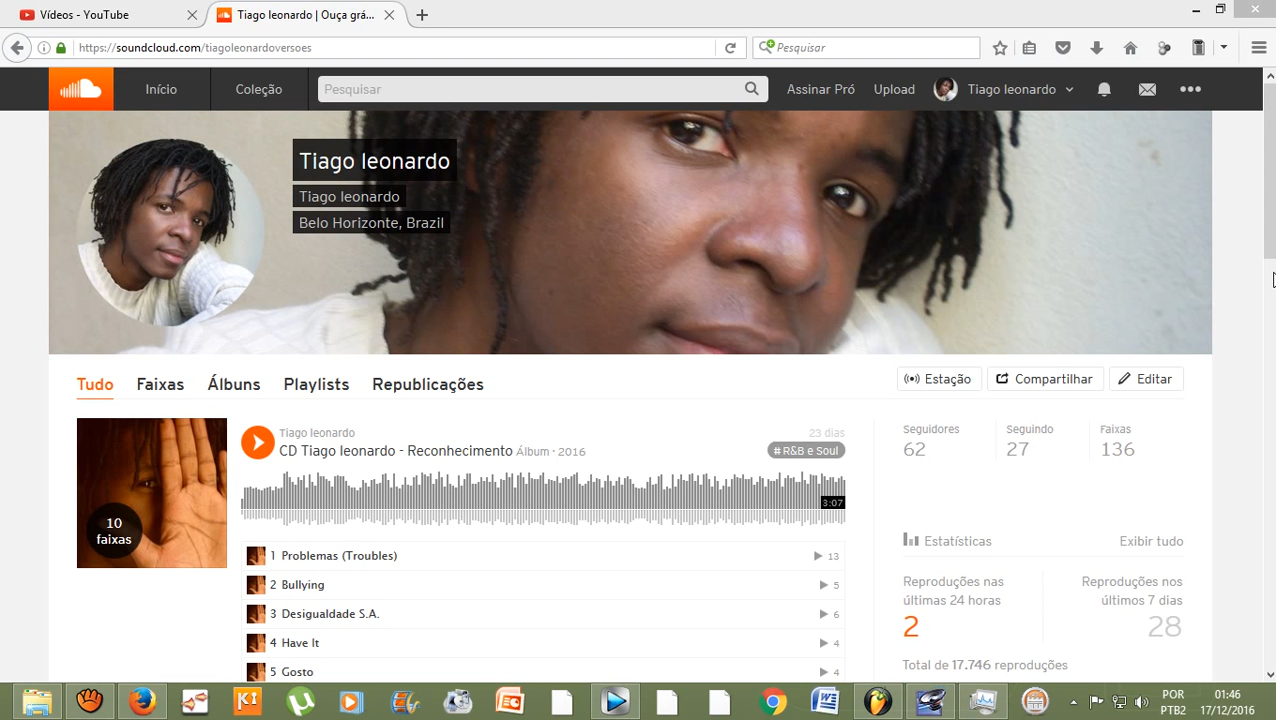 Vídeos - YouTube
Tiago leonardo | Ouça grá...
https://soundcloud.com/tiagoleonardoversoes
Pesquisar
Início
Coleção
Pesquisar
Assinar Pró
Upload
Tiago leonardo
Tiago leonardo
Tiago leonardo
Belo Horizonte, Brazil
Tudo
Faixas
Álbuns
Playlists
Republicações
Estação
Compartilhar
Editar
10
faixas
Tiago leonardo
23 dias
CD Tiago leonardo - Reconhecimento Álbum · 2016
# R&B e Soul
3:07
1 Problemas (Troubles)
13
2 Bullying
5
3 Desigualdade S.A.
6
4 Have It
4
5 Gosto
4
Seguidores
62
Seguindo
27
Faixas
136
Estatísticas
Exibir tudo
Reproduções nas
últimas 24 horas
2
Reproduções nos
últimos 7 dias
28
Total de 17.746 reproduções
POR
PTB2
01:46
17/12/2016